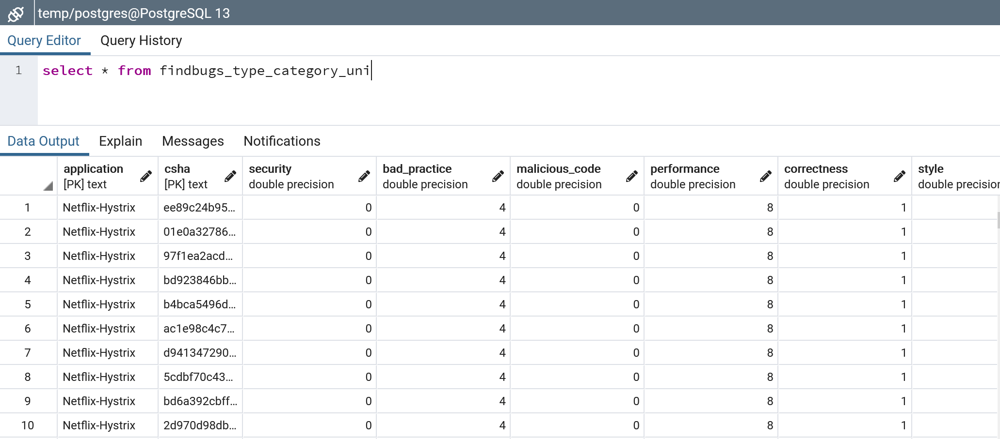 temp/postgres@PostgreSQL 13
Query Editor Query History
1 select * from findbugs_type_category_uni
Data Output Explain Messages Notifications
application csha security bad_practice malicious_code performance correctness style
[PK] text [PK] text double precision double precision double precision double precision double precision double precision
1 Netflix-Hystrix ee89c24b95... 0 4 0 8 1
2 Netflix-Hystrix 01e0a32786... 0 4 0 8 1
3 Netflix-Hystrix 97f1ea2acd... 0 4 0 8 1
4 Netflix-Hystrix bd923846bb... 0 4 0 8 1
5 Netflix-Hystrix b4bca5496d... 0 4 0 8 1
6 Netflix-Hystrix ac1e98c4c7... 0 4 0 8 1
7 Netflix-Hystrix d941347290... 0 4 0 8 1
8 Netflix-Hystrix 5cdbf70c43... 0 4 0 8 1
9 Netflix-Hystrix bd6a392cbff... 0 4 0 8 1
10 Netflix-Hystrix 2d970d98db... 0 4 0 8 1